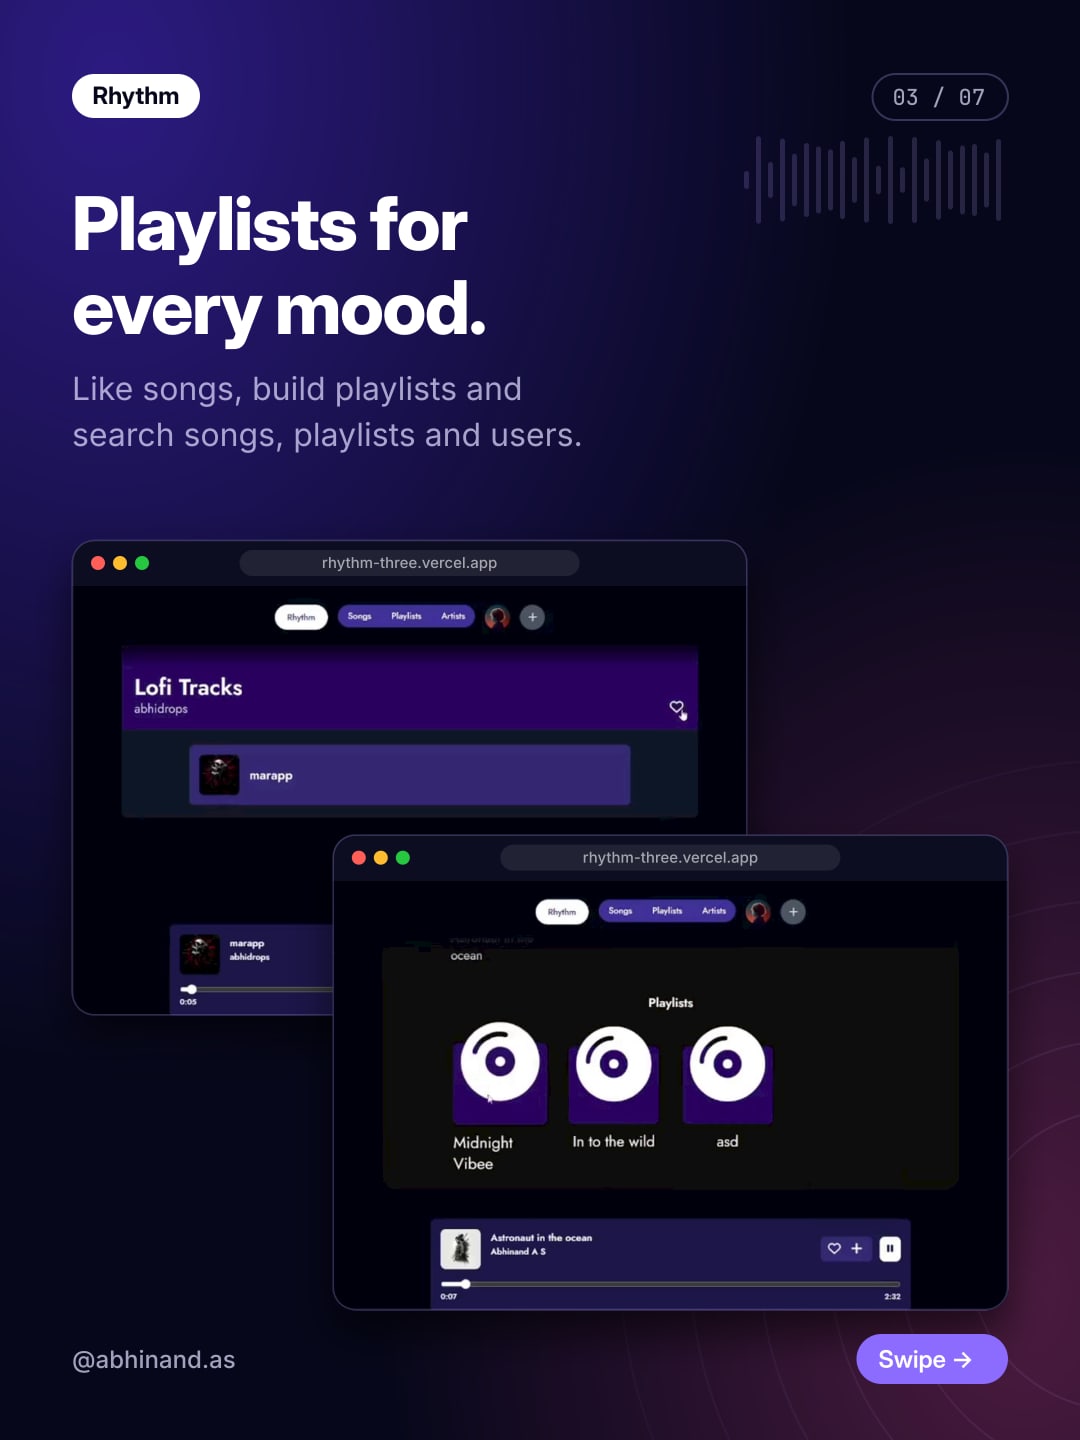 Rhythm
03 / 07
Playlists for
every mood.
Like songs, build playlists and
search songs, playlists and users.
rhythm-three.vercel.app
Rhythm
Songs
Playlists
Artists
+
Lofi Tracks
abhidrops
marapp
marapp
abhidrops
0:05
rhythm-three.vercel.app
Rhythm
Songs
Playlists
Artists
+
ocean
Playlists
Midnight
Vibee
In to the wild
asd
Astronaut in the ocean
Abhinand A S
0:07
2:32
@abhinand.as
Swipe →